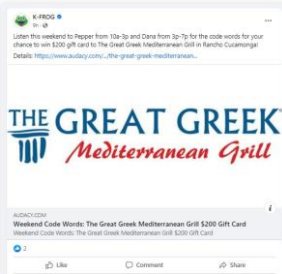 K-FROG
9h
Listen this weekend to Pepper from 10a-3p and Dana from 3p-7p for the code words for your
chance to win $200 gift card to The Great Greek Mediterranean Grill in Rancho Cucamonga!
Details: https://www.audacy.com/.../the-great-greek-mediterranean...
THE GREAT GREEK
Mediterranean Grill
AUDACY.COM
Weekend Code Words: The Great Greek Mediterranean Grill $200 Gift Card
Weekend Code Words: The Great Greek Mediterranean Grill $200 Gift Card
2
Like Comment Share